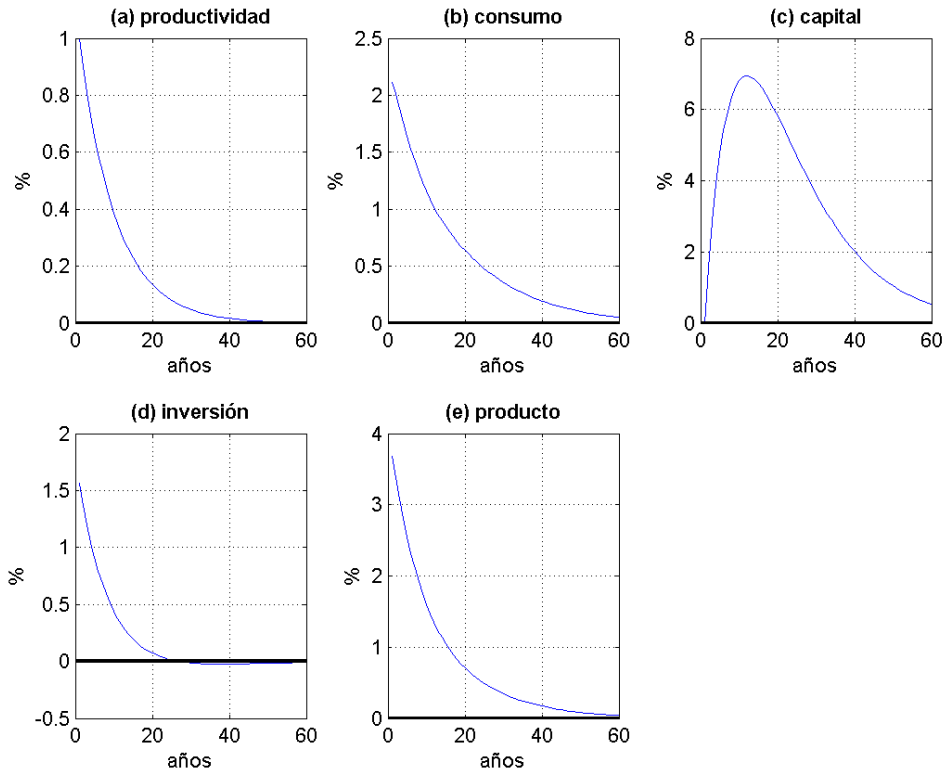 (a) productividad
1
0.8
0.6
0.4
0.2
0
%
0 20 40 60
años
(b) consumo
2.5
2
1.5
1
0.5
0
%
0 20 40 60
años
(c) capital
8
6
4
2
0
%
0 20 40 60
años
(d) inversión
2
1.5
1
0.5
0
-0.5
%
0 20 40 60
años
(e) producto
4
3
2
1
0
%
0 20 40 60
años